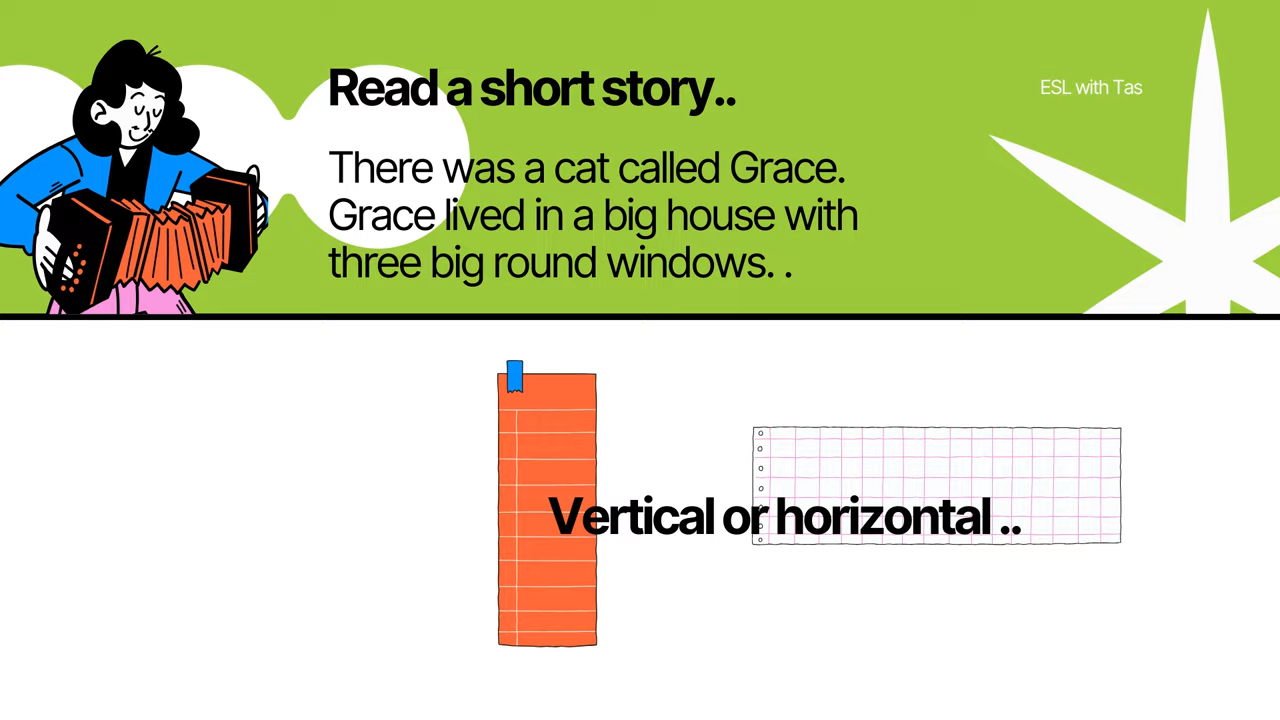 Read a short story..
ESL with Tas
There was a cat called Grace.
Grace lived in a big house with
three big round windows. .
Vertical or horizontal ..